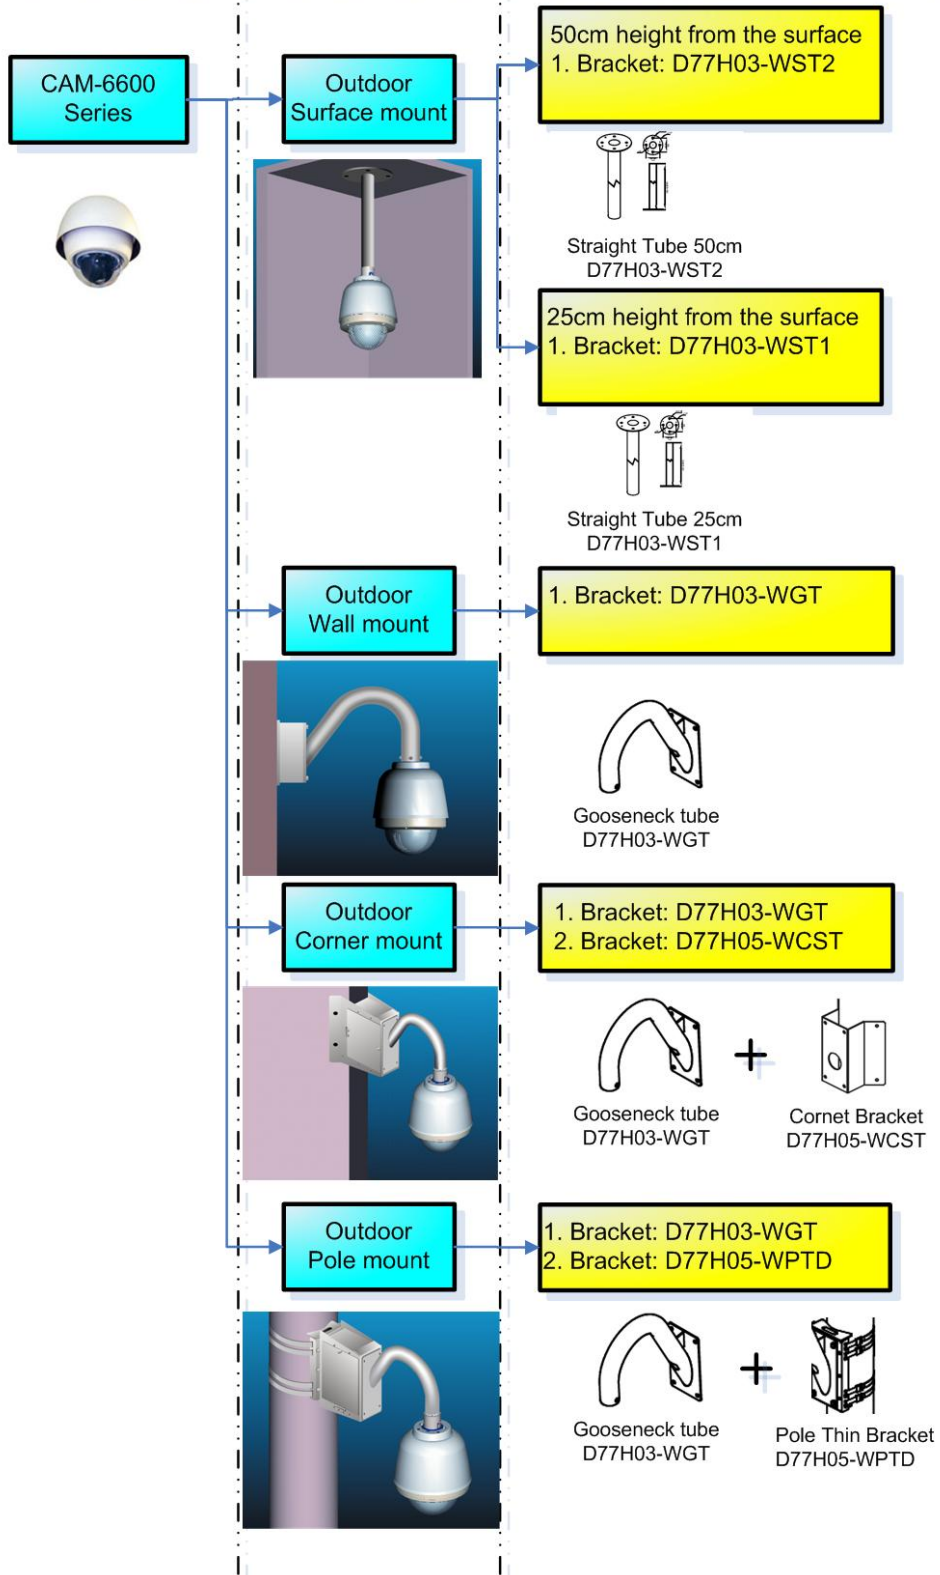 CAM-6600
Series
Outdoor
Surface mount
50cm height from the surface
1. Bracket: D77H03-WST2
Straight Tube 50cm
D77H03-WST2
25cm height from the surface
1. Bracket: D77H03-WST1
Straight Tube 25cm
D77H03-WST1
Outdoor
Wall mount
1. Bracket: D77H03-WGT
Gooseneck tube
D77H03-WGT
Outdoor
Corner mount
1. Bracket: D77H03-WGT
2. Bracket: D77H05-WCST
Gooseneck tube
D77H03-WGT
Cornet Bracket
D77H05-WCST
Outdoor
Pole mount
1. Bracket: D77H03-WGT
2. Bracket: D77H05-WPTD
Gooseneck tube
D77H03-WGT
Pole Thin Bracket
D77H05-WPTD